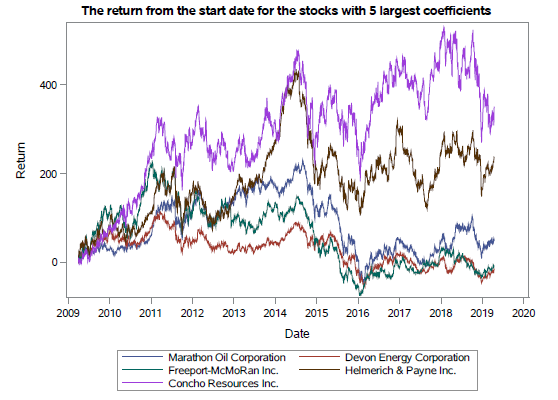 The return from the start date for the stocks with 5 largest coefficients
400
200
0
Return
2009 2010 2011 2012 2013 2014 2015 2016 2017 2018 2019 2020
Date
Marathon Oil Corporation Devon Energy Corporation
Freeport-McMoRan Inc. Helmerich & Payne Inc.
Concho Resources Inc.